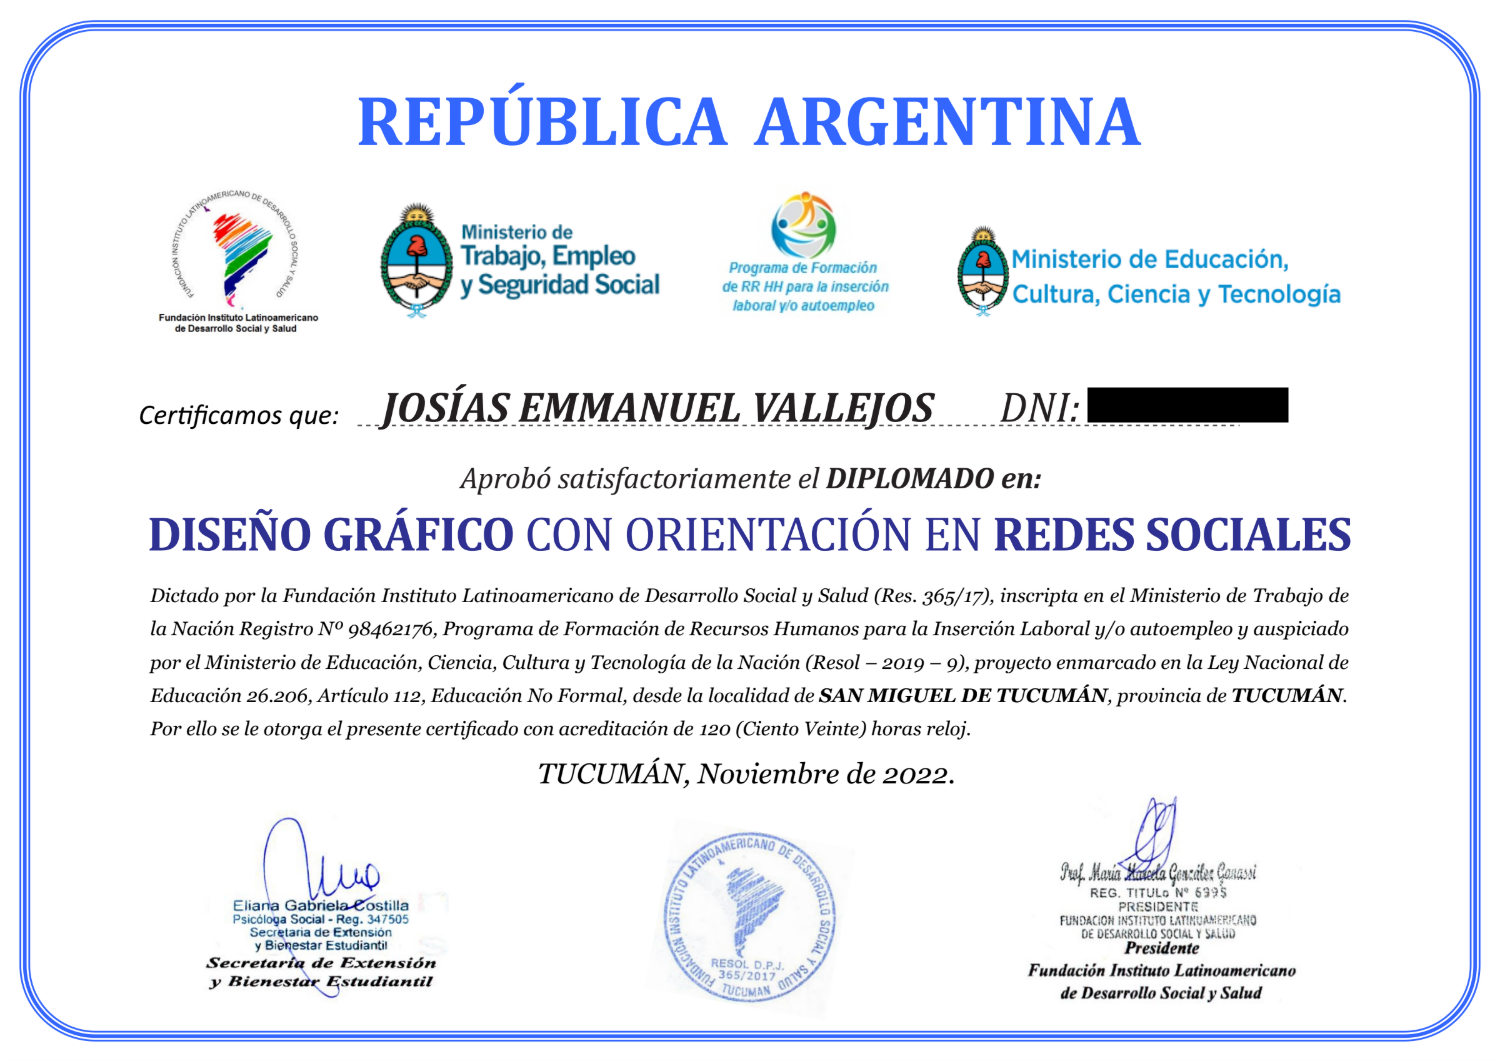 REPÚBLICA ARGENTINA
FUNDACIÓN INSTITUTO LATINOAMERICANO DE DESARROLLO SOCIAL Y SALUD
Fundación Instituto Latinoamericano
de Desarrollo Social y Salud
Ministerio de
Trabajo, Empleo
y Seguridad Social
Programa de Formación
de RR HH para la inserción
laboral y/o autoempleo
Ministerio de Educación,
Cultura, Ciencia y Tecnología
Certificamos que: JOSÍAS EMMANUEL VALLEJOS DNI:
Aprobó satisfactoriamente el DIPLOMADO en:
DISEÑO GRÁFICO CON ORIENTACIÓN EN REDES SOCIALES
Dictado por la Fundación Instituto Latinoamericano de Desarrollo Social y Salud (Res. 365/17), inscripta en el Ministerio de Trabajo de
la Nación Registro Nº 98462176, Programa de Formación de Recursos Humanos para la Inserción Laboral y/o autoempleo y auspiciado
por el Ministerio de Educación, Ciencia, Cultura y Tecnología de la Nación (Resol – 2019 – 9), proyecto enmarcado en la Ley Nacional de
Educación 26.206, Artículo 112, Educación No Formal, desde la localidad de SAN MIGUEL DE TUCUMÁN, provincia de TUCUMÁN.
Por ello se le otorga el presente certificado con acreditación de 120 (Ciento Veinte) horas reloj.
TUCUMÁN, Noviembre de 2022.
Eliana Gabriela Costilla
Psicóloga Social - Reg. 347505
Secretaria de Extensión
y Bienestar Estudiantil
Secretaria de Extensión
y Bienestar Estudiantil
FUNDACION INSTITUTO LATINOAMERICANO DE DESARROLLO SOCIAL Y SALUD
RESOL D.P.J.
365/2017
TUCUMAN
Prof. María Marcela González Ganassi
REG. TITULO Nº 6995
PRESIDENTE
FUNDACION INSTITUTO LATINOAMERICANO
DE DESARROLLO SOCIAL Y SALUD
Presidente
Fundación Instituto Latinoamericano
de Desarrollo Social y Salud